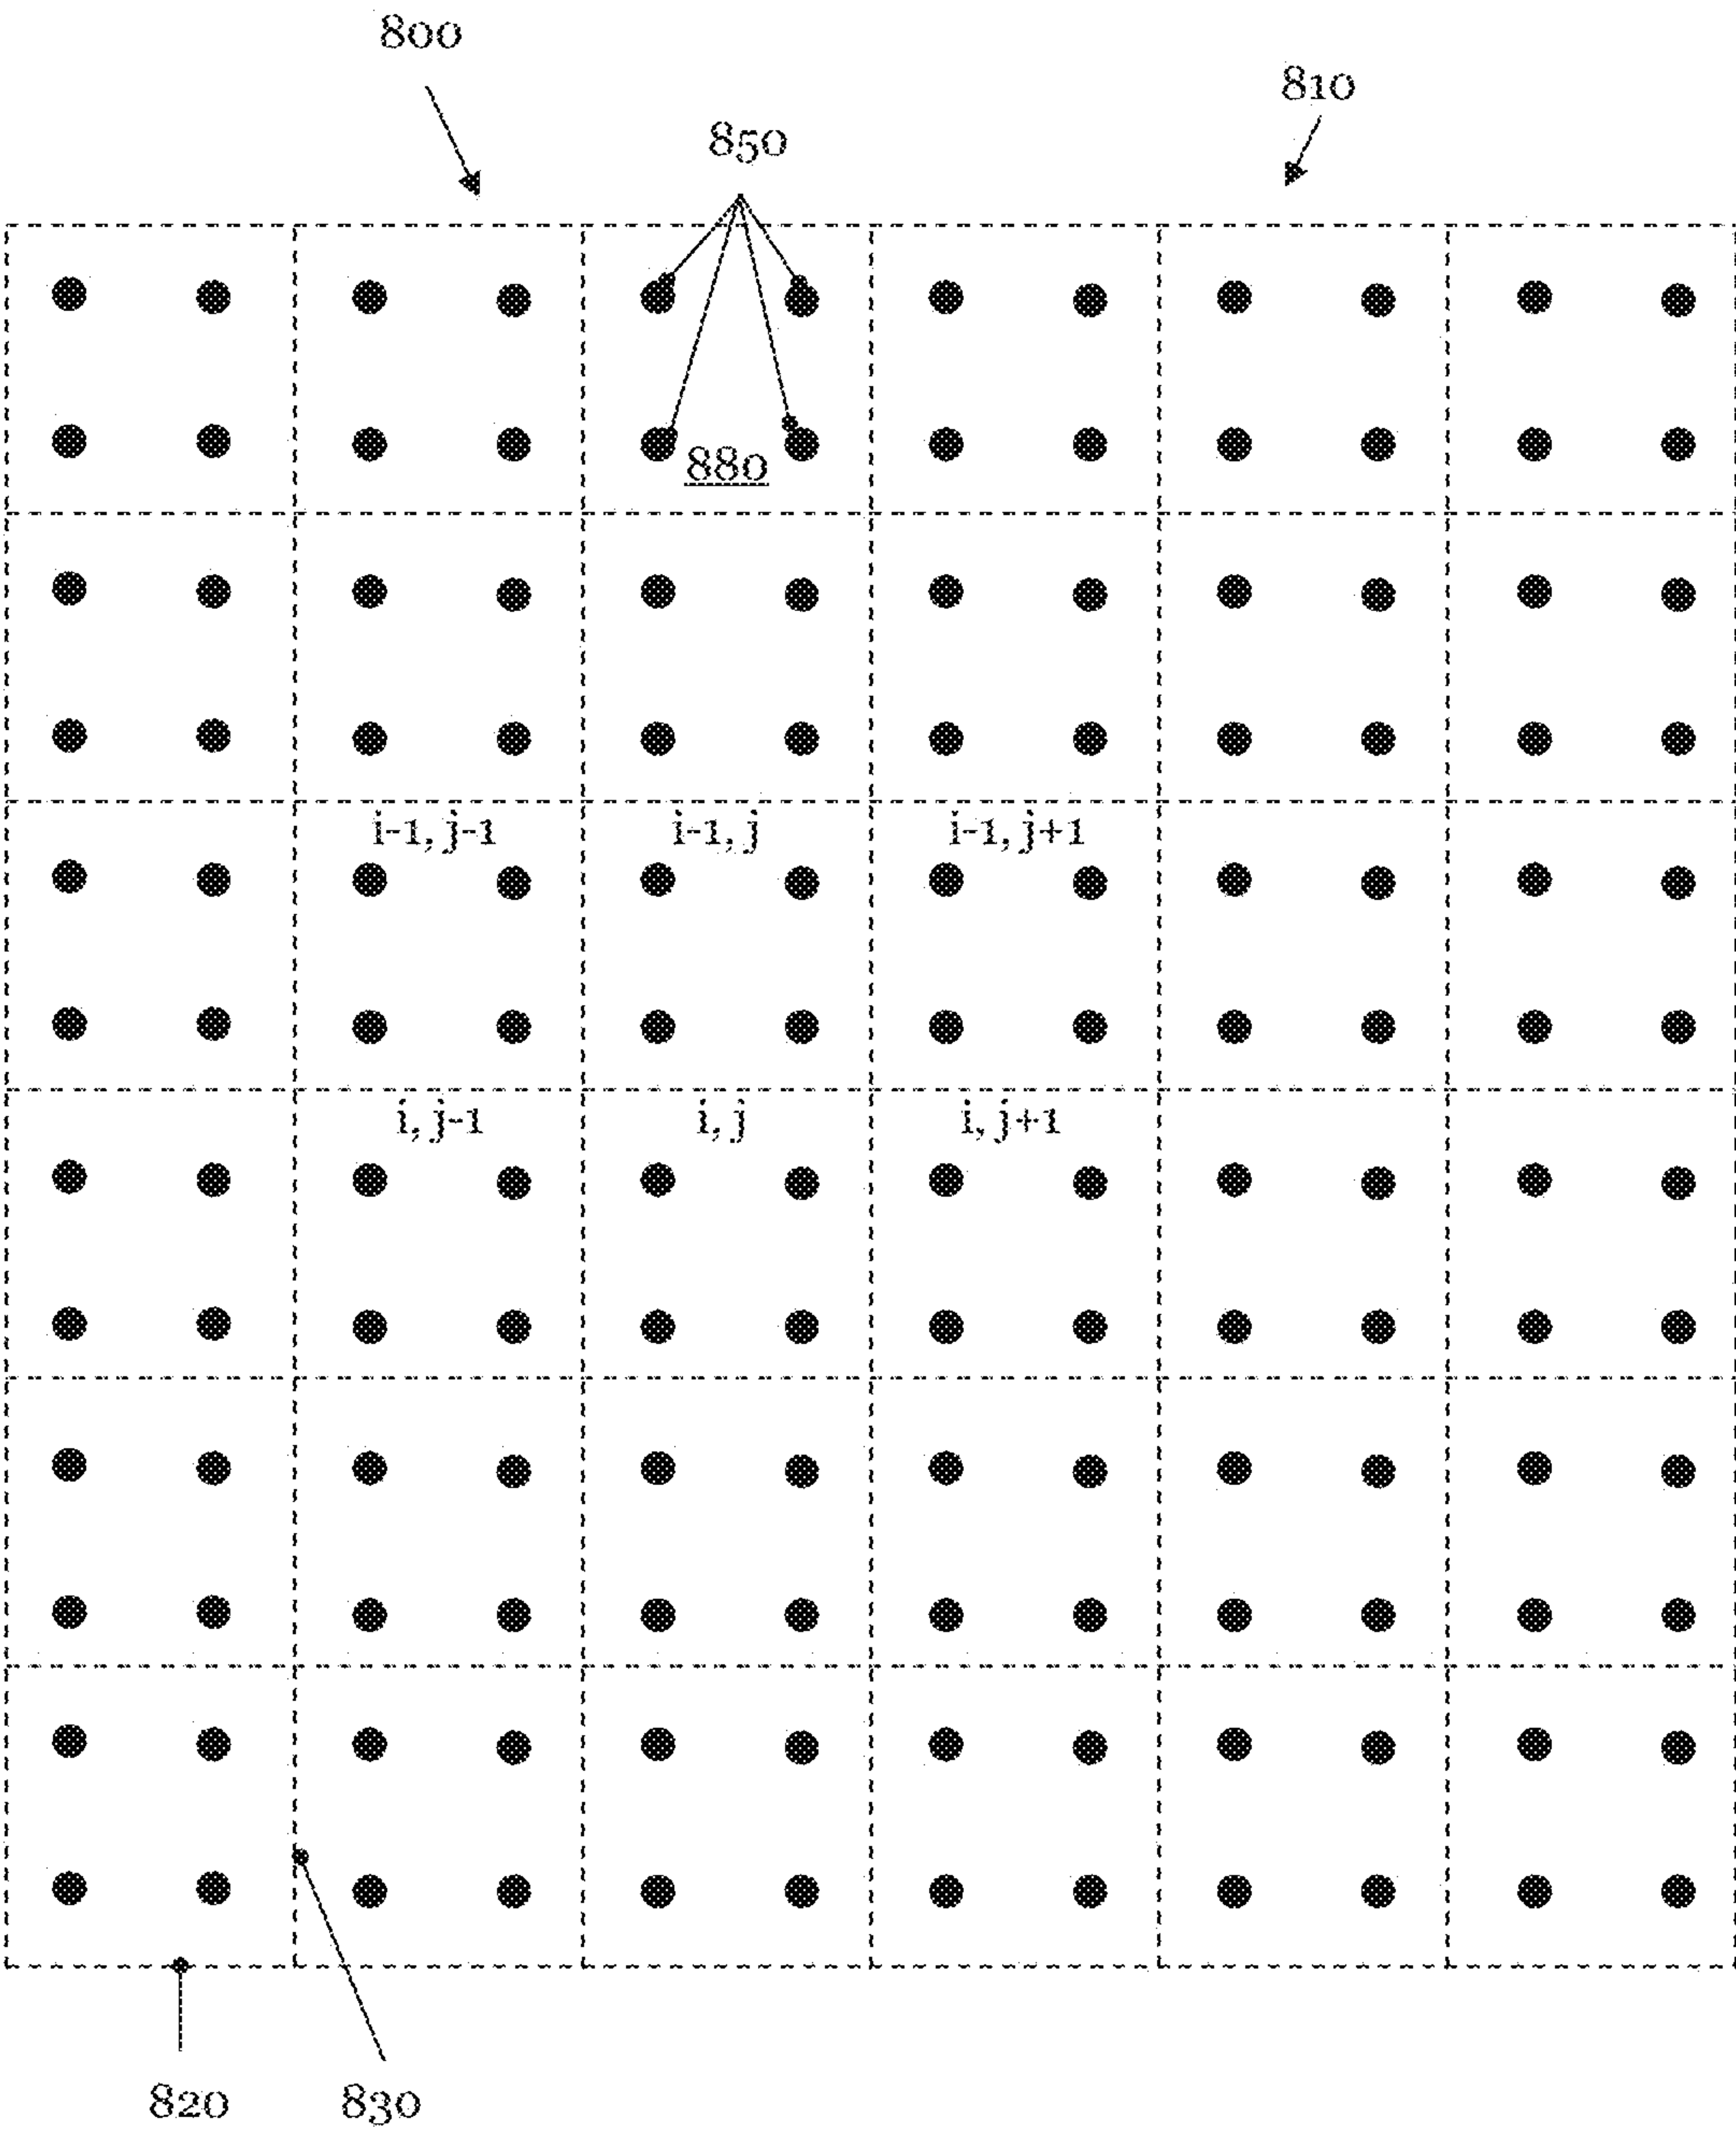 800
810
850
880
i-1, j-1
i-1, j
i-1, j+1
i, j-1
i, j
i, j+1
820
830